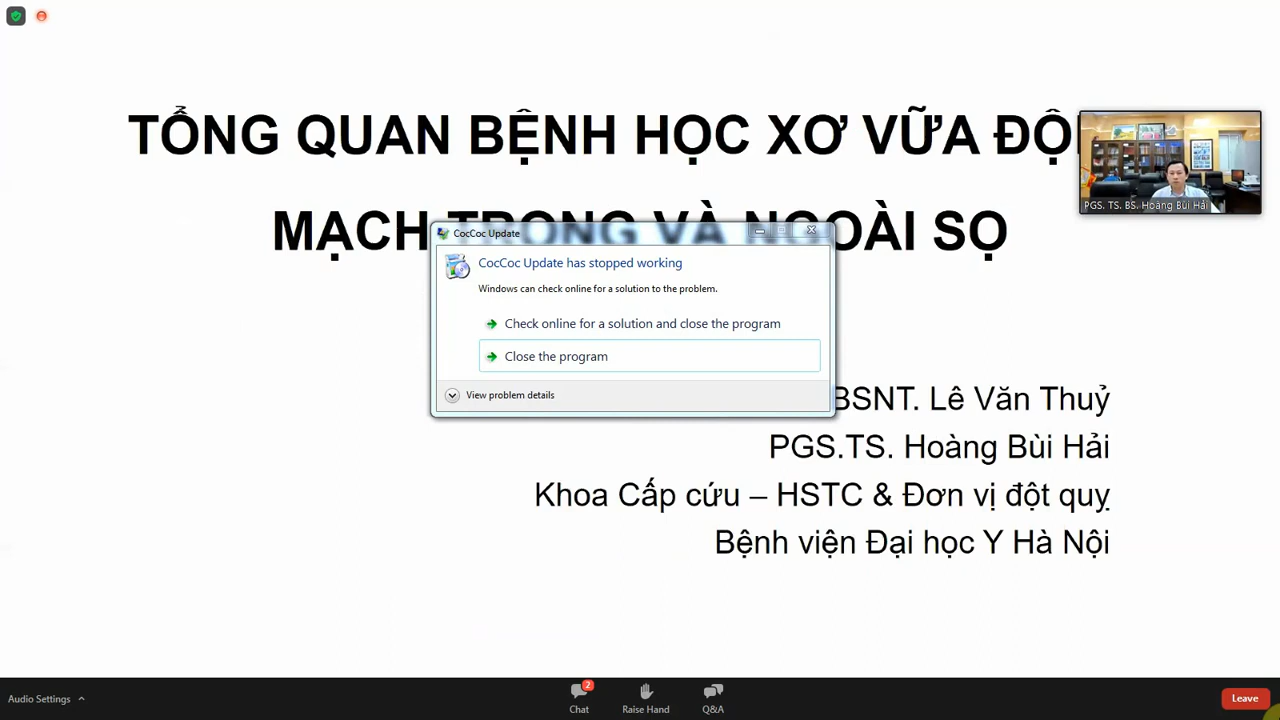 TỔNG QUAN BỆNH HỌC XƠ VỮA
PGS. TS. BS. Hoàng Bùi Hải
MẠCH TRONG VÀ NGOÀI SỌ
CocCoc Update
CocCoc Update has stopped working
Windows can check online for a solution to the problem.
Check online for a solution and close the program
Close the program
View problem details
BSNT. Lê Văn Thuỷ
PGS.TS. Hoàng Bùi Hải
Khoa Cấp cứu – HSTC & Đơn vị đột quỵ
Bệnh viện Đại học Y Hà Nội
Audio Settings
2
Chat
Raise Hand
Q&A
Leave